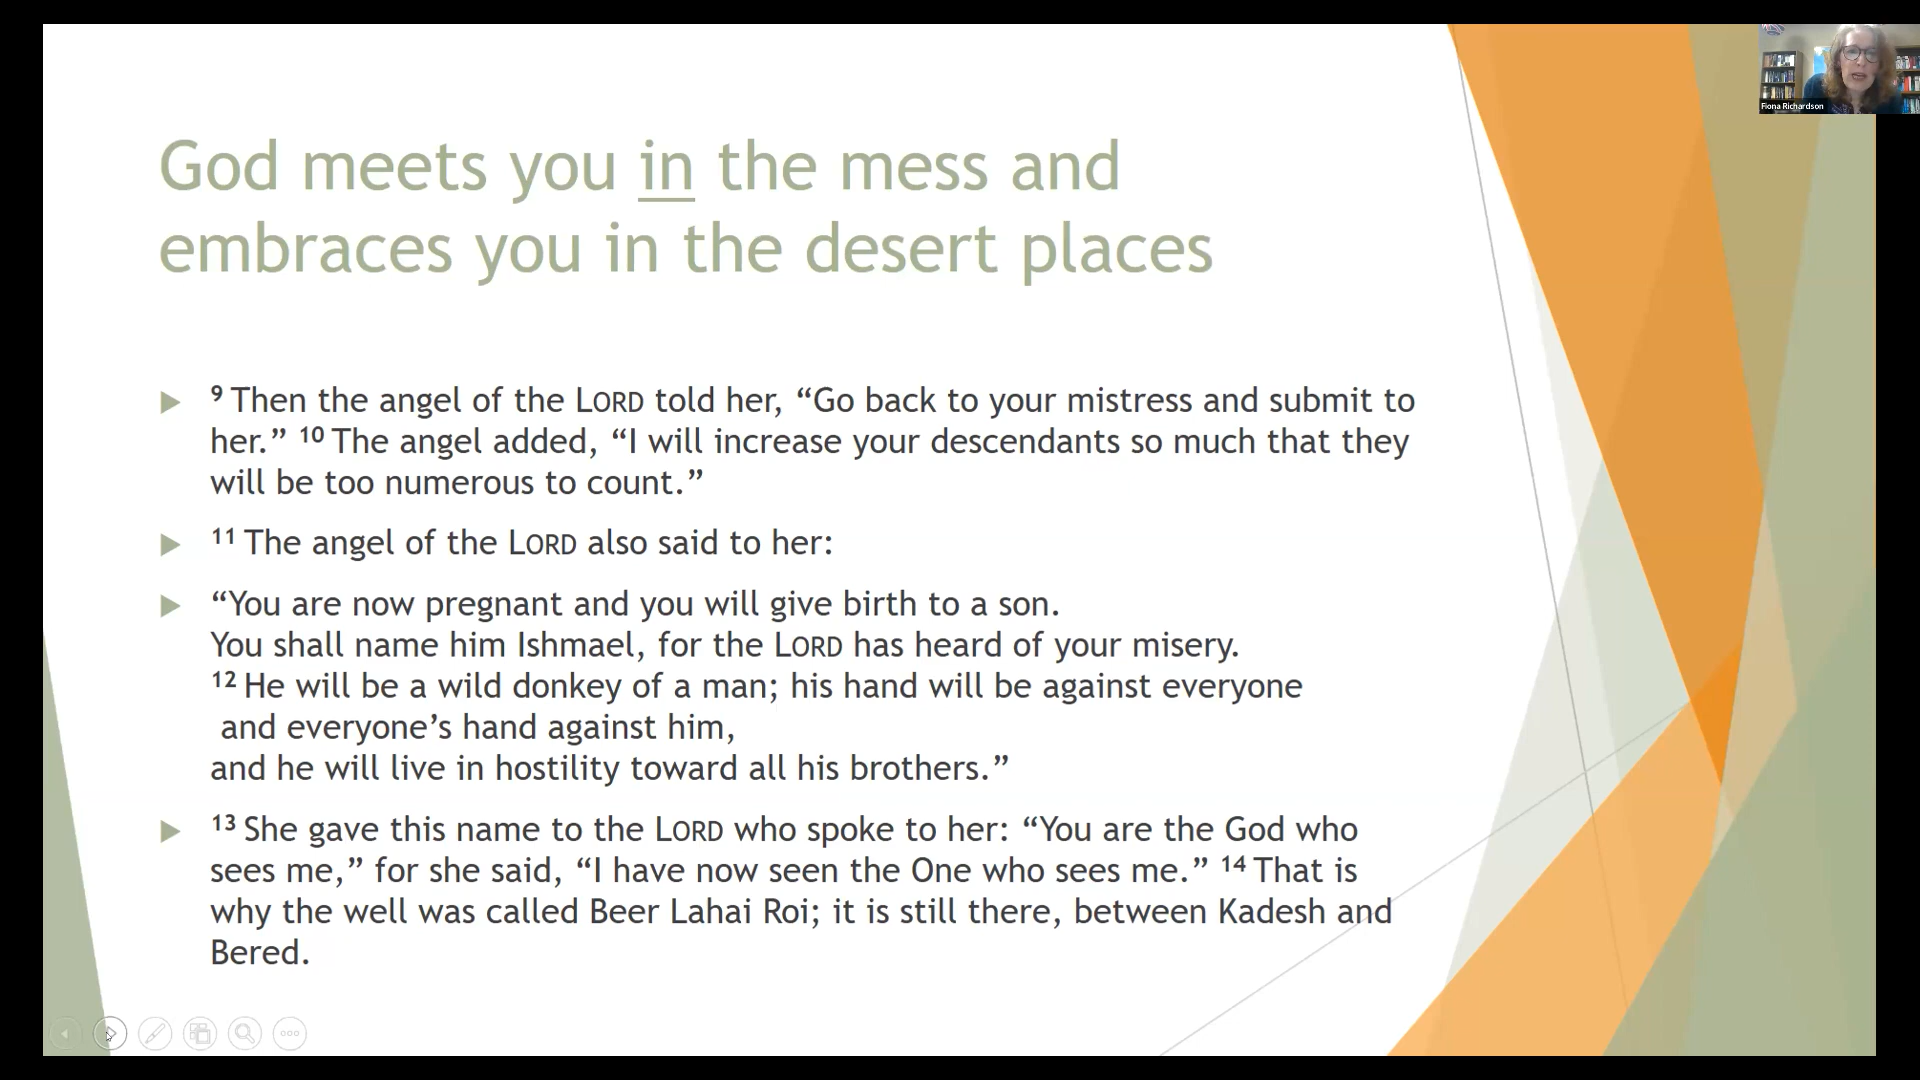 Fiona Richardson
God meets you in the mess and
embraces you in the desert places
9 Then the angel of the LORD told her, “Go back to your mistress and submit to
her.” 10 The angel added, “I will increase your descendants so much that they
will be too numerous to count.”
11 The angel of the LORD also said to her:
“You are now pregnant and you will give birth to a son.
You shall name him Ishmael, for the LORD has heard of your misery.
12 He will be a wild donkey of a man; his hand will be against everyone
and everyone’s hand against him,
and he will live in hostility toward all his brothers.”
13 She gave this name to the LORD who spoke to her: “You are the God who
sees me,” for she said, “I have now seen the One who sees me.” 14 That is
why the well was called Beer Lahai Roi; it is still there, between Kadesh and
Bered.